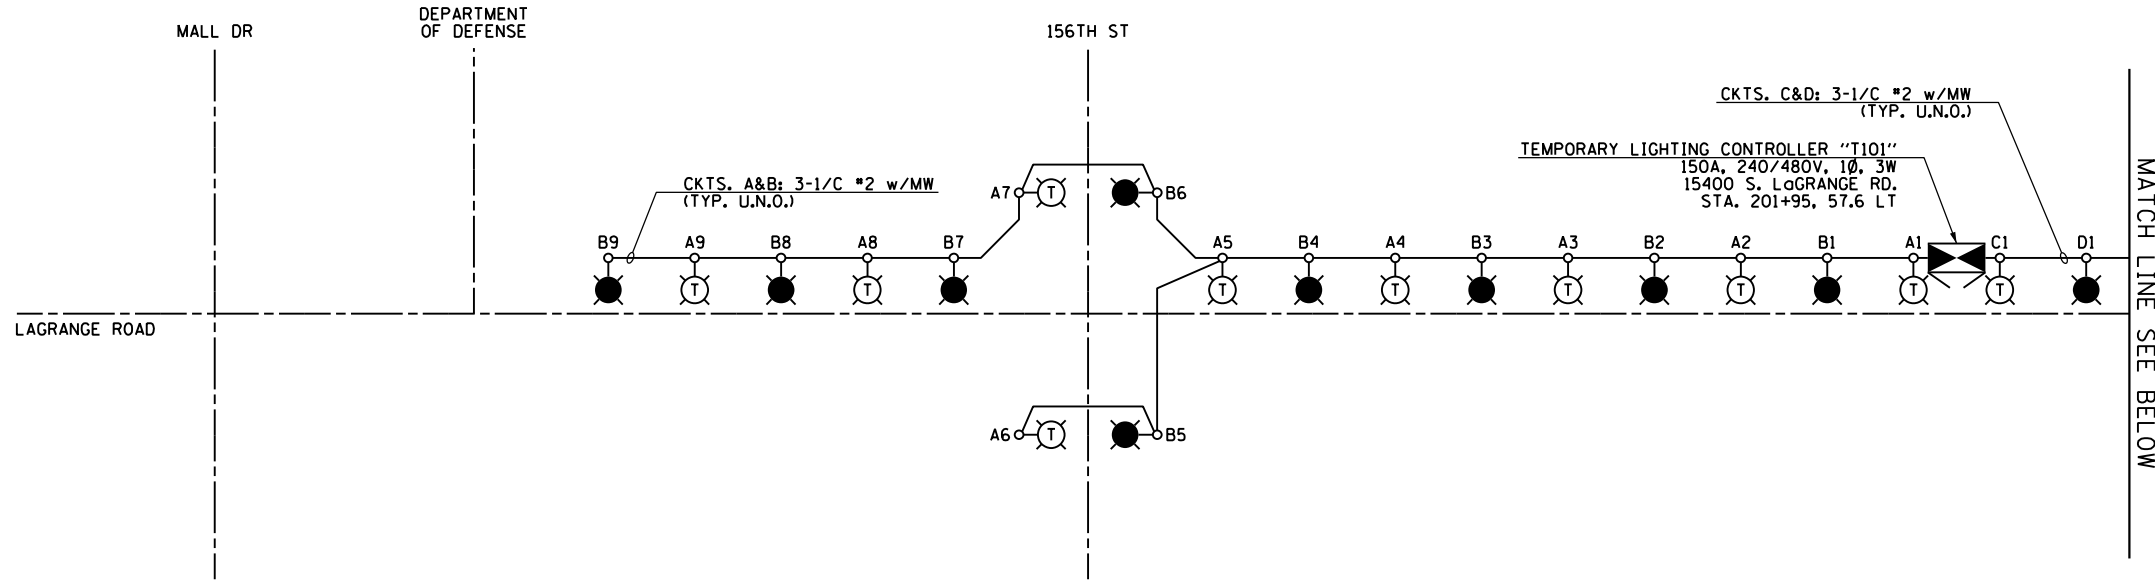 MALL DR
DEPARTMENT
OF DEFENSE
156TH ST
CKTS. C&D: 3-1/C #2 w/MW
(TYP. U.N.O.)
TEMPORARY LIGHTING CONTROLLER "T101"
150A, 240/480V, 1Ø, 3W
15400 S. LaGRANGE RD.
STA. 201+95, 57.6 LT
CKTS. A&B: 3-1/C #2 w/MW
(TYP. U.N.O.)
A7 T B6
B9 A9 B8 A8 B7 A5 B4 A4 B3 A3 B2 A2 B1 A1 C1 D1
T T T T T T T T
LAGRANGE ROAD
A6 T B5
MATCH LINE SEE BELOW